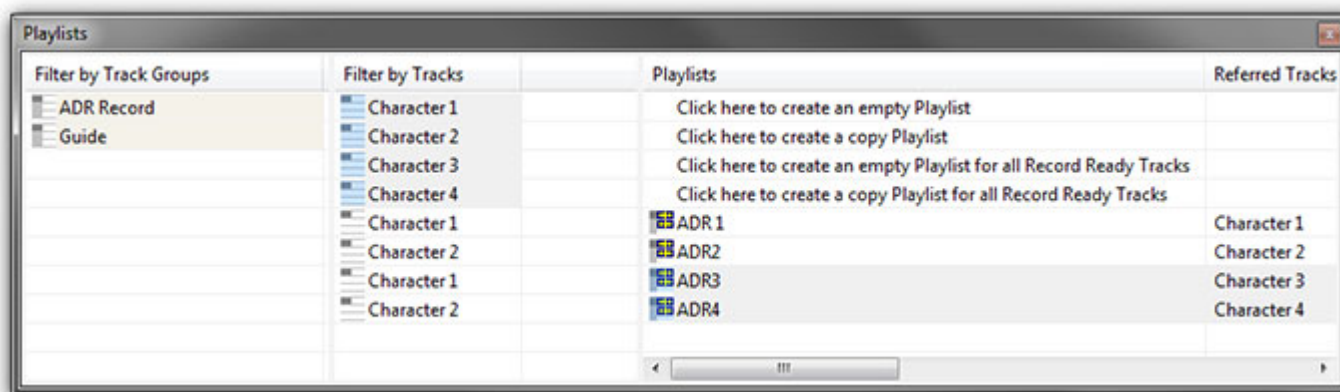 Playlists
Filter by Track Groups Filter by Tracks Playlists Referred Tracks
ADR Record Character 1 Click here to create an empty Playlist
Guide Character 2 Click here to create a copy Playlist
Character 3 Click here to create an empty Playlist for all Record Ready Tracks
Character 4 Click here to create a copy Playlist for all Record Ready Tracks
Character 1 ADR 1 Character 1
Character 2 ADR2 Character 2
Character 1 ADR3 Character 3
Character 2 ADR4 Character 4